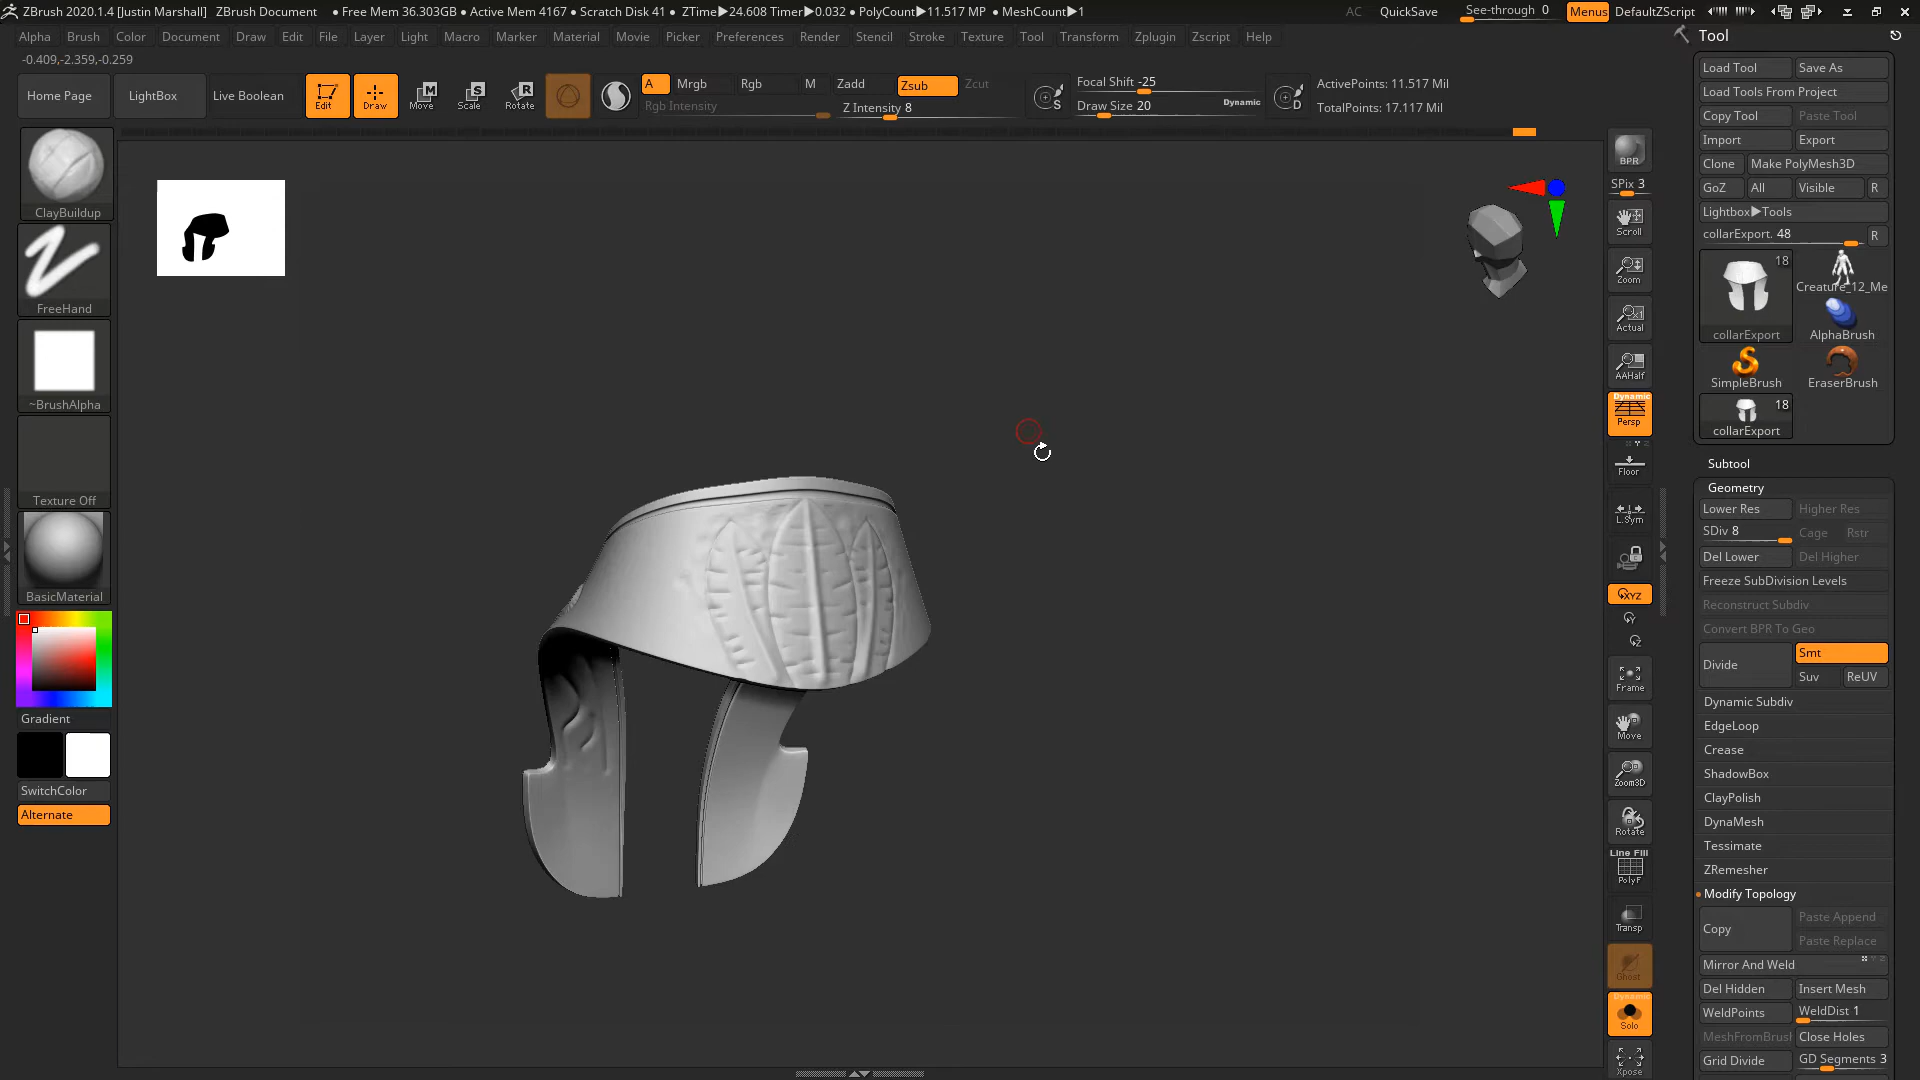 ZBrush 2020.1.4 [Justin Marshall] ZBrush Document ● Free Mem 36.303GB ● Active Mem 4167 ● Scratch Disk 41 ● ZTime▶24.608 Timer▶0.032 ● PolyCount▶11.517 MP ● MeshCount▶1 AC QuickSave See-through 0 Menus DefaultZScript
Alpha Brush Color Document Draw Edit File Layer Light Macro Marker Material Movie Picker Preferences Render Stencil Stroke Texture Tool Transform Zplugin Zscript Help
-0.409,-2.359,-0.259
Home Page LightBox Live Boolean Edit Draw Move Scale Rotate
A Mrgb Rgb M Zadd Zsub Zcut
Rgb Intensity Z Intensity 8
S Focal Shift -25
Draw Size 20 Dynamic
D ActivePoints: 11.517 Mil
TotalPoints: 17.117 Mil
ClayBuildup
FreeHand
~BrushAlpha
Texture Off
BasicMaterial
Gradient
SwitchColor
Alternate
BPR
SPix 3
Scroll
Zoom
Actual
AAHalf
Dynamic
Persp
Floor
L.Sym
XYZ
Y
Z
Frame
Move
Zoom3D
Rotate
Line Fill
PolyF
Transp
Ghost
Dynamic
Solo
Xpose
Tool
Load Tool Save As
Load Tools From Project
Copy Tool Paste Tool
Import Export
Clone Make PolyMesh3D
GoZ All Visible R
Lightbox▶Tools
collarExport. 48 R
18
Creature_12_Me
collarExport AlphaBrush
SimpleBrush EraserBrush
18
collarExport
Subtool
Geometry
Lower Res Higher Res
SDiv 8 Cage Rstr
Del Lower Del Higher
Freeze SubDivision Levels
Reconstruct Subdiv
Convert BPR To Geo
Divide Smt
Suv ReUV
Dynamic Subdiv
EdgeLoop
Crease
ShadowBox
ClayPolish
DynaMesh
Tessimate
ZRemesher
Modify Topology
Copy Paste Append
Paste Replace
Mirror And Weld
Del Hidden Insert Mesh
WeldPoints WeldDist 1
MeshFromBrus Close Holes
Grid Divide GD Segments 3